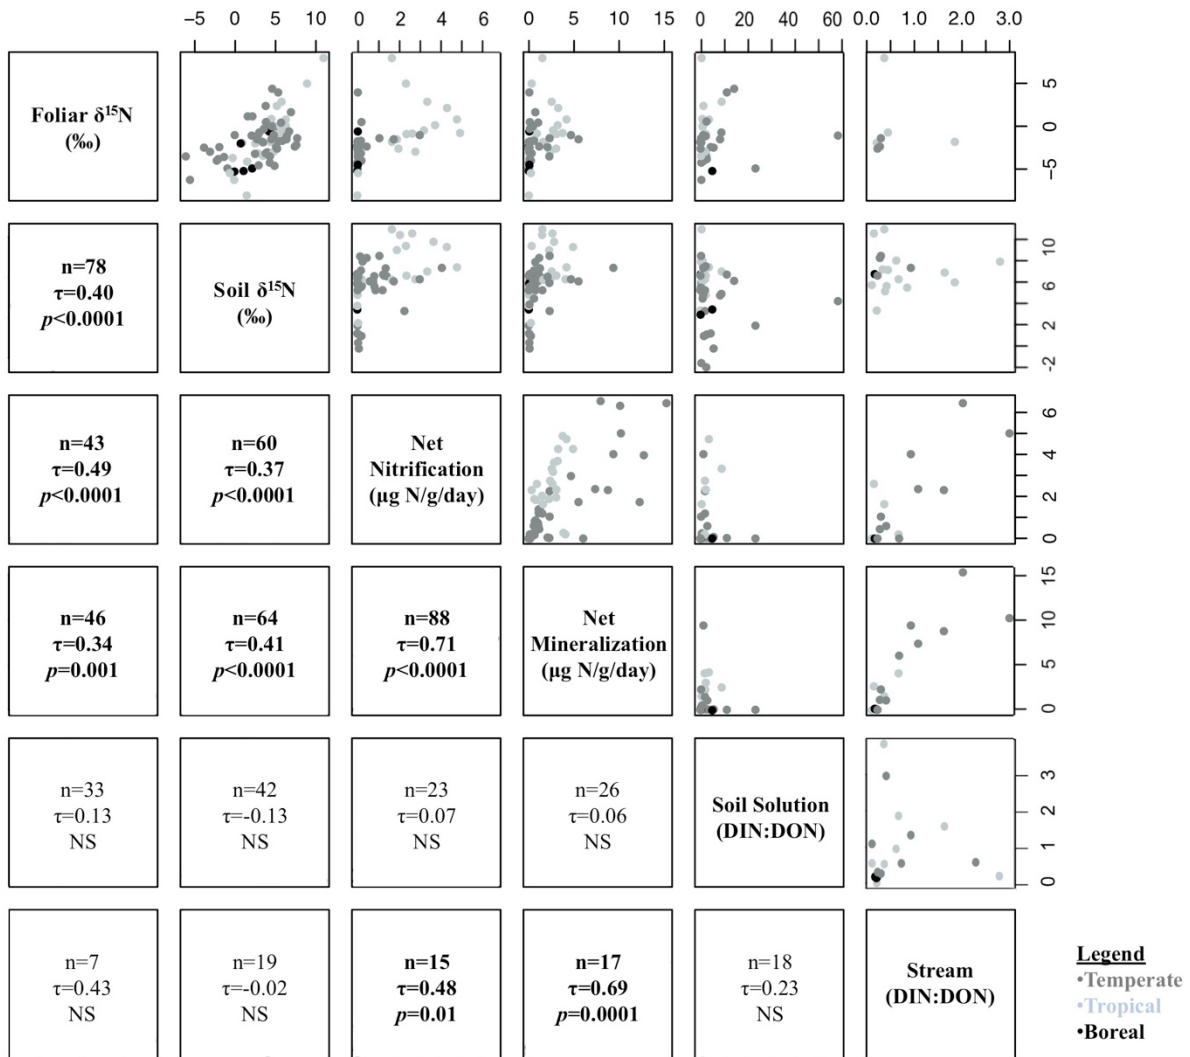 −5 0 5 10 0 2 4 6 0 5 10 15 0 20 40 60 0.0 1.0 2.0 3.0
Foliar δ¹⁵N
(‰)
5
0
−5
n=78
τ=0.40
p<0.0001
Soil δ¹⁵N
(‰)
10
6
2
-2
n=43
τ=0.49
p<0.0001
n=60
τ=0.37
p<0.0001
Net
Nitrification
(µg N/g/day)
6
4
2
0
n=46
τ=0.34
p=0.001
n=64
τ=0.41
p<0.0001
n=88
τ=0.71
p<0.0001
Net
Mineralization
(µg N/g/day)
15
10
5
0
n=33
τ=0.13
NS
n=42
τ=-0.13
NS
n=23
τ=0.07
NS
n=26
τ=0.06
NS
Soil Solution
(DIN:DON)
3
2
1
0
n=7
τ=0.43
NS
n=19
τ=-0.02
NS
n=15
τ=0.48
p=0.01
n=17
τ=0.69
p=0.0001
n=18
τ=0.23
NS
Stream
(DIN:DON)
Legend
•Temperate
•Tropical
•Boreal